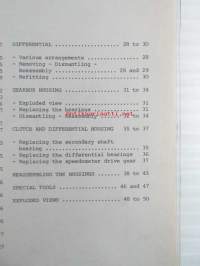 DIFFERENTIAL .................. 28 to 30
- Various arrangements ........ 28
- Removing - Dismantling -
Reassembly .................. 28 and 29
- Refitting ................... 30
GEARBOX HOUSING ............... 31 to 34
- Exploded view ............... 31
- Replacing the bearings ...... 31
- Dismantling - Reassembly .... 32 to 34
CLUTCH AND DIFFERENTIAL HOUSING 35 to 37
- Replacing the secondary shaft
bearing ..................... 35
- Replacing the differential bearings 36
- Replacing the speedometer drive gear 37
REASSEMBLING THE HOUSINGS ..... 38 to 45
SPECIAL TOOLS ................. 46 and 47
EXPLODED VIEWS ................ 48 to 50